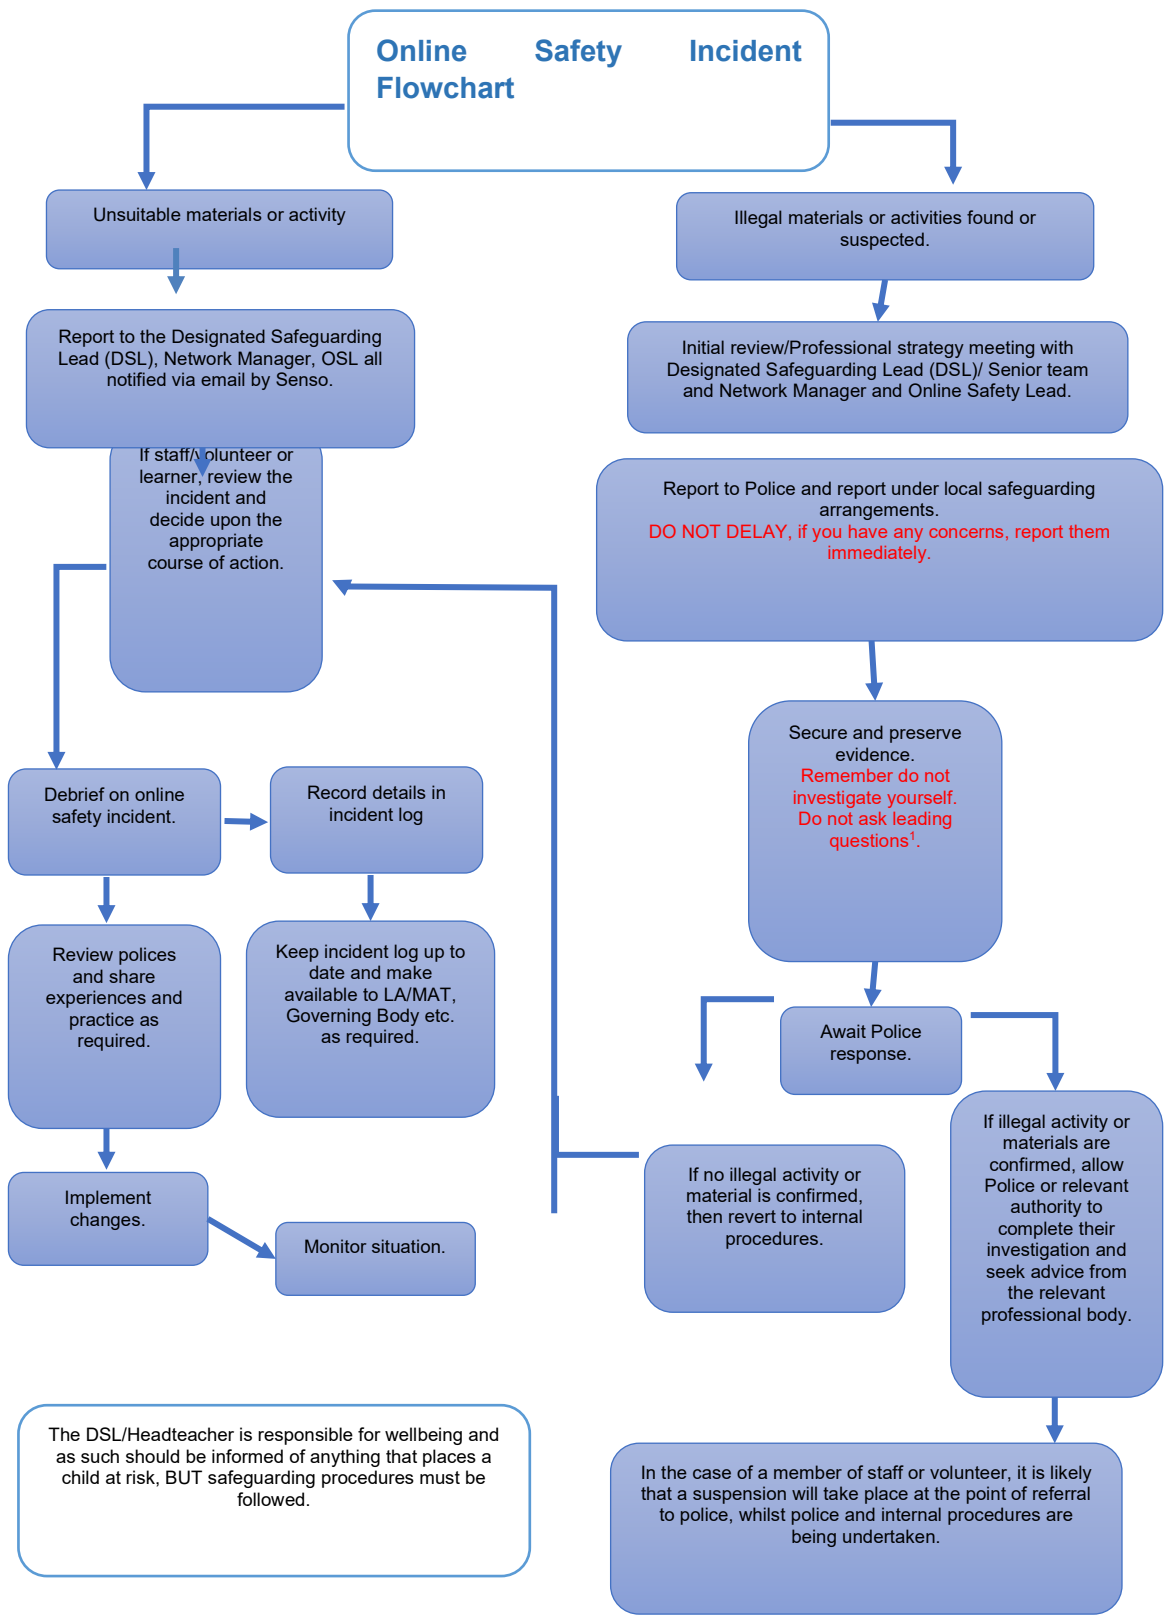 Online Safety Incident
Flowchart
Unsuitable materials or activity
Illegal materials or activities found or
suspected.
Report to the Designated Safeguarding
Lead (DSL), Network Manager, OSL all
notified via email by Senso.
Initial review/Professional strategy meeting with
Designated Safeguarding Lead (DSL)/ Senior team
and Network Manager and Online Safety Lead.
If staff/volunteer or
learner, review the
incident and
decide upon the
appropriate
course of action.
Report to Police and report under local safeguarding
arrangements.
DO NOT DELAY, if you have any concerns, report them
immediately.
Secure and preserve
evidence.
Remember do not
investigate yourself.
Do not ask leading
questions¹.
Debrief on online
safety incident.
Record details in
incident log
Review polices
and share
experiences and
practice as
required.
Keep incident log up to
date and make
available to LA/MAT,
Governing Body etc.
as required.
Await Police
response.
If no illegal activity or
material is confirmed,
then revert to internal
procedures.
If illegal activity or
materials are
confirmed, allow
Police or relevant
authority to
complete their
investigation and
seek advice from
the relevant
professional body.
Implement
changes.
Monitor situation.
The DSL/Headteacher is responsible for wellbeing and
as such should be informed of anything that places a
child at risk, BUT safeguarding procedures must be
followed.
In the case of a member of staff or volunteer, it is likely
that a suspension will take place at the point of referral
to police, whilst police and internal procedures are
being undertaken.